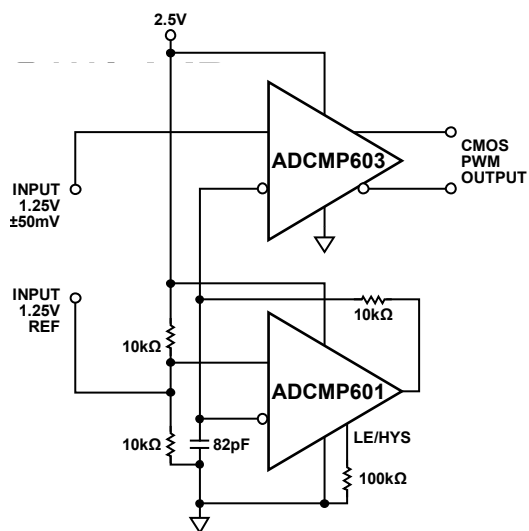 2.5V
ADCMP603
CMOS
PWM
OUTPUT
INPUT
1.25V
±50mV
INPUT
1.25V
REF
10kΩ
10kΩ
ADCMP601
10kΩ
82pF
LE/HYS
100kΩ